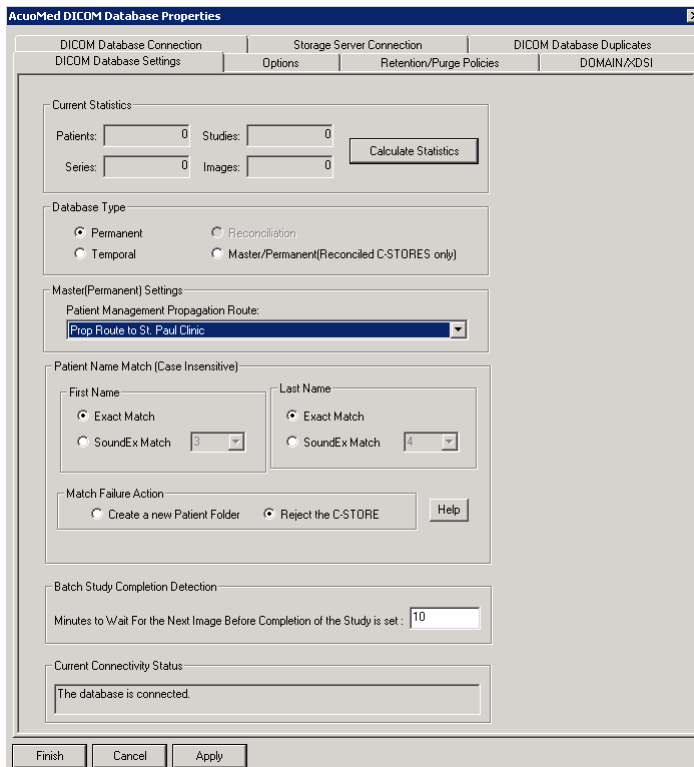 AcuoMed DICOM Database Properties
DICOM Database Connection
Storage Server Connection
DICOM Database Duplicates
DICOM Database Settings
Options
Retention/Purge Policies
DOMAIN/XDSI
Current Statistics
Patients: 0 Studies: 0
Calculate Statistics
Series: 0 Images: 0
Database Type
Permanent Reconciliation
Temporal Master/Permanent(Reconciled C-STORES only)
Master(Permanent) Settings
Patient Management Propagation Route:
Prop Route to St. Paul Clinic
Patient Name Match (Case Insensitive)
First Name
Exact Match
SoundEx Match 3
Last Name
Exact Match
SoundEx Match 4
Match Failure Action
Create a new Patient Folder Reject the C-STORE
Help
Batch Study Completion Detection
Minutes to Wait For the Next Image Before Completion of the Study is set : 10
Current Connectivity Status
The database is connected.
Finish Cancel Apply